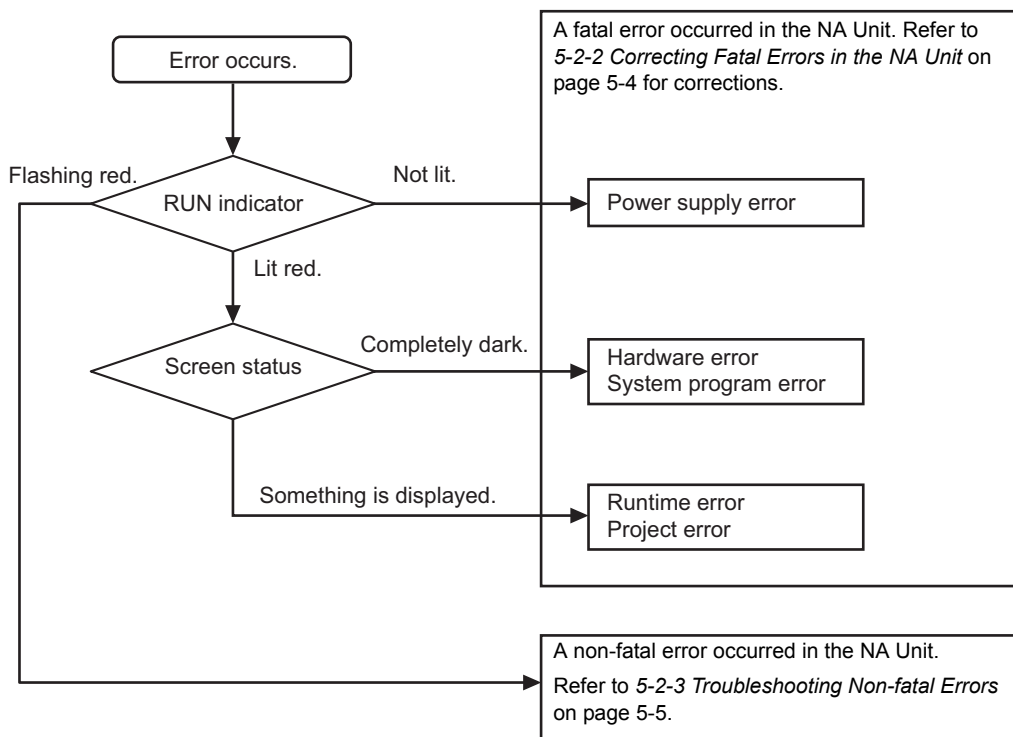 A fatal error occurred in the NA Unit. Refer to
5-2-2 Correcting Fatal Errors in the NA Unit on
page 5-4 for corrections.
Error occurs.
Flashing red.
RUN indicator
Not lit.
Power supply error
Lit red.
Screen status
Completely dark.
Hardware error
System program error
Something is displayed.
Runtime error
Project error
A non-fatal error occurred in the NA Unit.
Refer to 5-2-3 Troubleshooting Non-fatal Errors
on page 5-5.